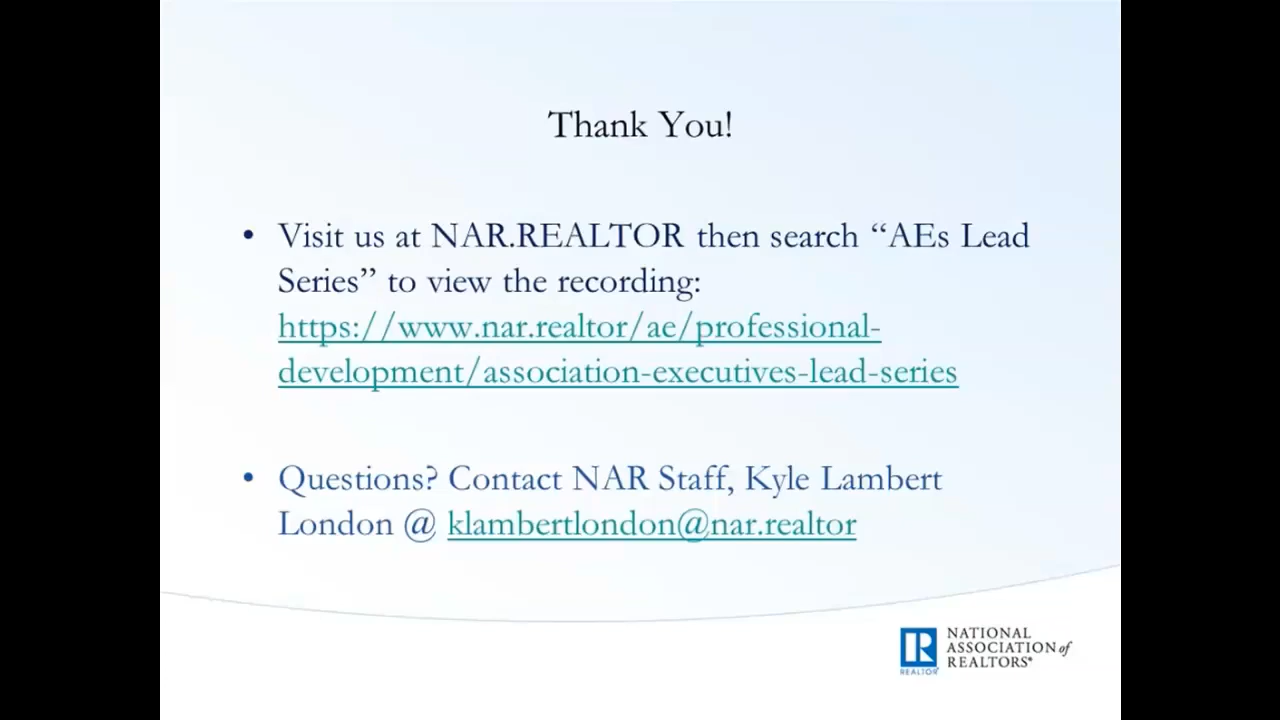 Thank You!
• Visit us at NAR.REALTOR then search “AEs Lead
Series” to view the recording:
https://www.nar.realtor/ae/professional-
development/association-executives-lead-series
• Questions? Contact NAR Staff, Kyle Lambert
London @ klambertlondon@nar.realtor
NATIONAL
ASSOCIATION of
REALTORS®
REALTOR®